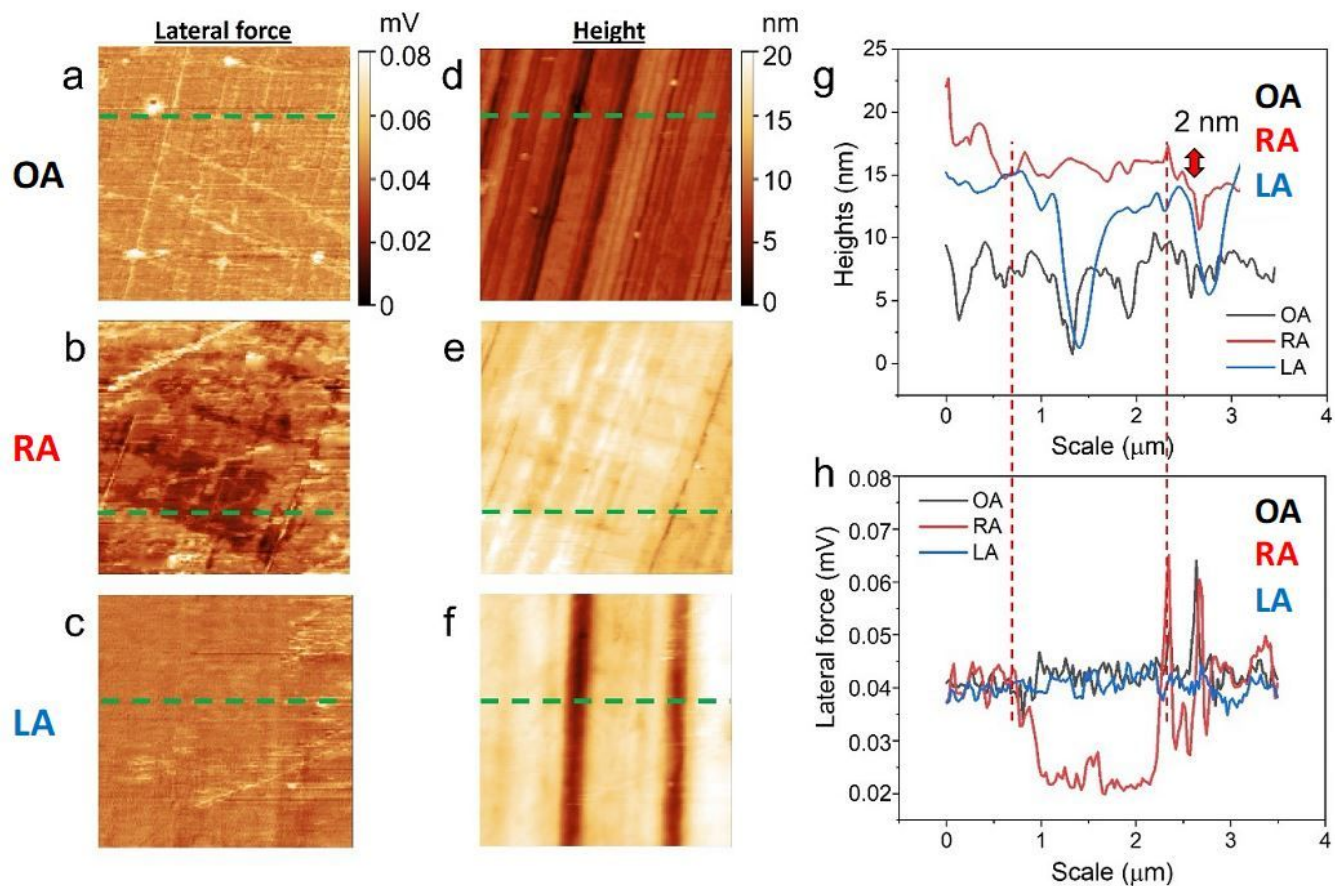 Lateral force
mV
0.08
0.06
0.04
0.02
0
Height
nm
20
15
10
5
0
a
d
OA
b
e
RA
c
f
LA
g
25
20
15
10
5
0
Heights (nm)
OA
RA
LA
2 nm
OA
RA
LA
0
1
2
3
4
Scale (μm)
h
0.08
0.07
0.06
0.05
0.04
0.03
0.02
Lateral force (mV)
OA
RA
LA
OA
RA
LA
0
1
2
3
4
Scale (μm)